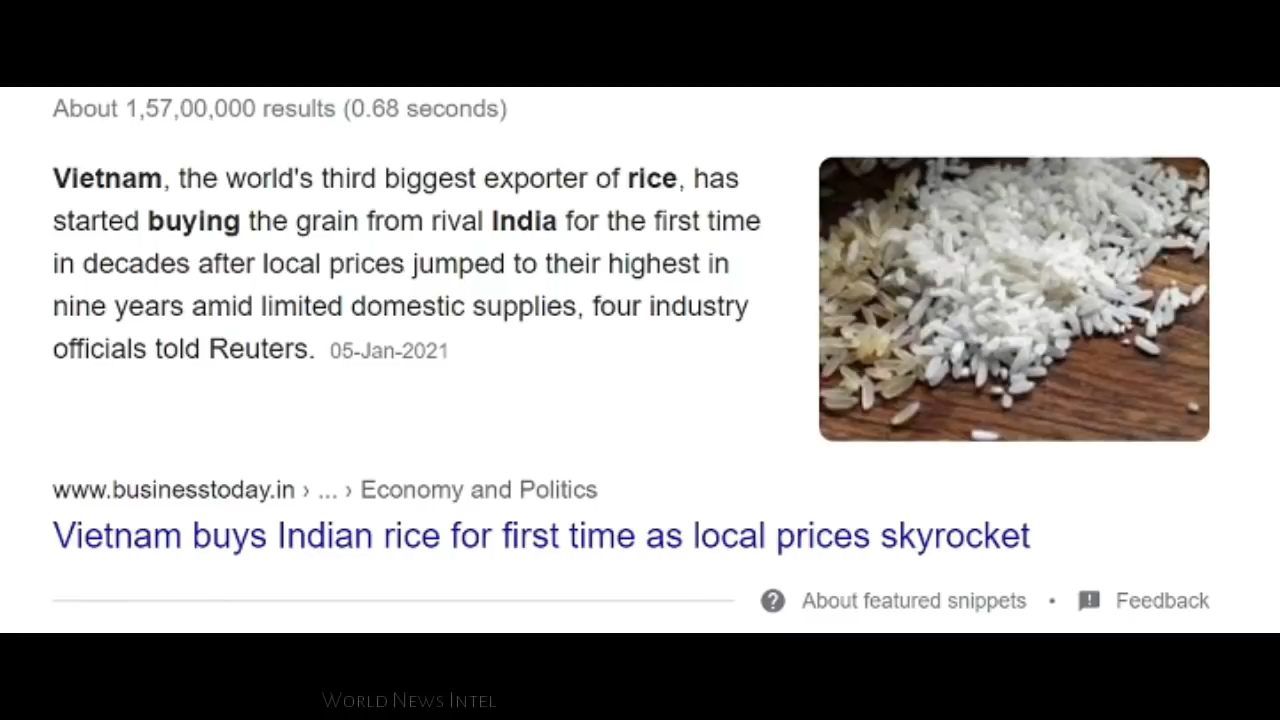 About 1,57,00,000 results (0.68 seconds)
Vietnam, the world's third biggest exporter of rice, has
started buying the grain from rival India for the first time
in decades after local prices jumped to their highest in
nine years amid limited domestic supplies, four industry
officials told Reuters. 05-Jan-2021
www.businesstoday.in › ... › Economy and Politics
Vietnam buys Indian rice for first time as local prices skyrocket
About featured snippets • Feedback
World News Intel